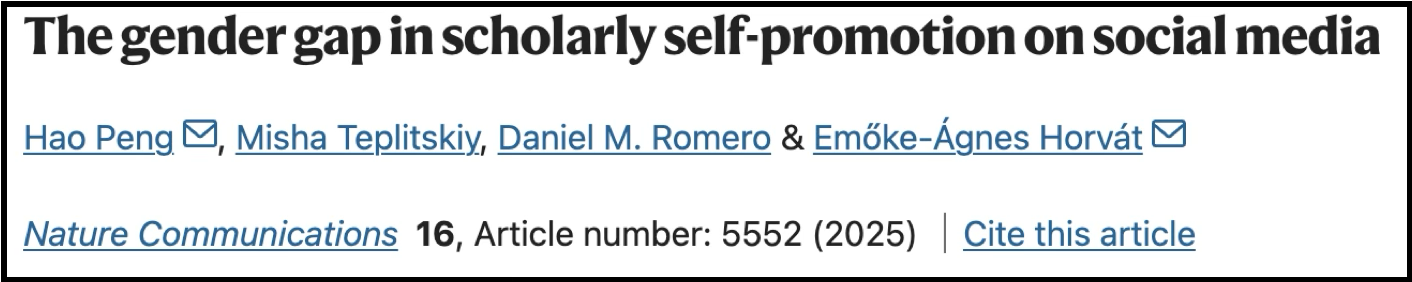 The gender gap in scholarly self-promotion on social media
Hao Peng, Misha Teplitskiy, Daniel M. Romero & Emőke-Ágnes Horvát
Nature Communications 16, Article number: 5552 (2025) | Cite this article